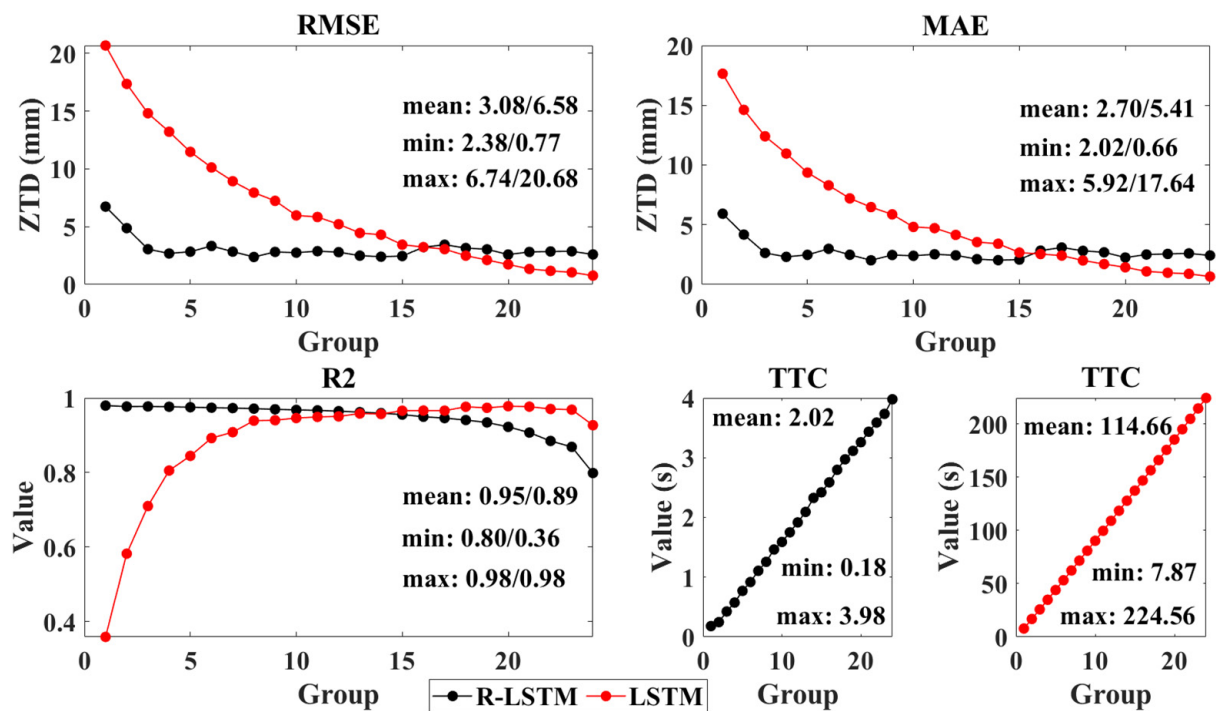 RMSE
ZTD (mm)
20
15
10
5
0
mean: 3.08/6.58
min: 2.38/0.77
max: 6.74/20.68
0 5 10 15 20
Group
MAE
ZTD (mm)
20
15
10
5
0
mean: 2.70/5.41
min: 2.02/0.66
max: 5.92/17.64
0 5 10 15 20
Group
R2
Value
1
0.8
0.6
0.4
mean: 0.95/0.89
min: 0.80/0.36
max: 0.98/0.98
0 5 10 15 20
Group
TTC
Value (s)
4
3
2
1
0
mean: 2.02
min: 0.18
max: 3.98
0 10 20
Group
TTC
Value (s)
200
150
100
50
0
mean: 114.66
min: 7.87
max: 224.56
0 10 20
Group
R-LSTM LSTM